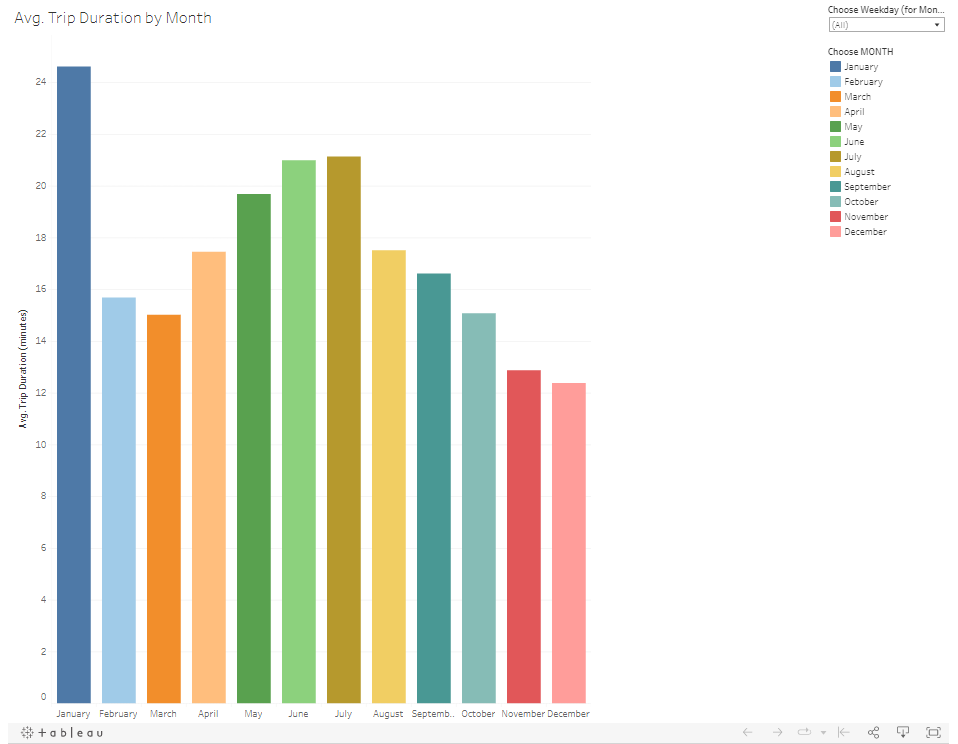 Avg. Trip Duration by Month
Choose Weekday (for Mon...
(All)
Choose MONTH
January
February
March
April
May
June
July
August
September
October
November
December
Avg. Trip Duration (minutes)
24
22
20
18
16
14
12
10
8
6
4
2
0
January February March April May June July August Septemb.. October November December
+ a b | e a u